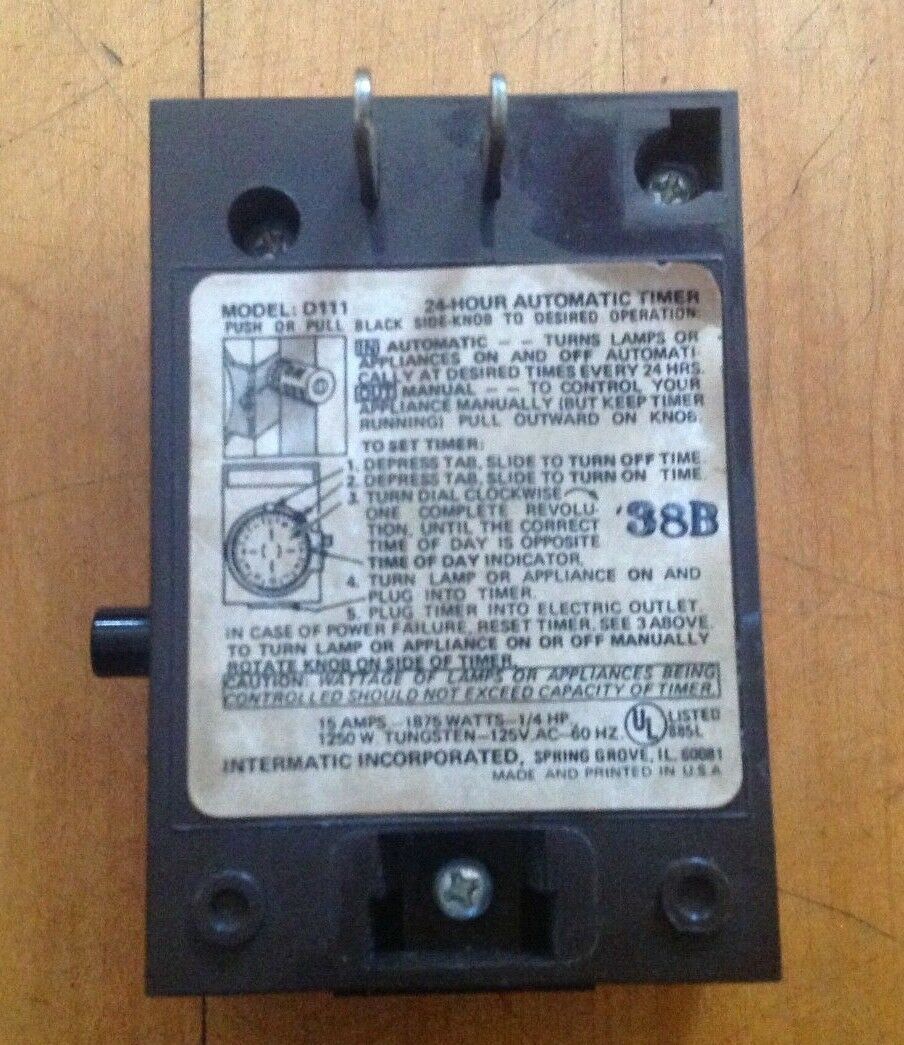 MODEL: D111 24-HOUR AUTOMATIC TIMER
PUSH OR PULL BLACK SIDE-KNOB TO DESIRED OPERATION.
IN AUTOMATIC — — TURNS LAMPS OR
APPLIANCES ON AND OFF AUTOMATI-
CALLY AT DESIRED TIMES EVERY 24 HRS.
OUT MANUAL — — TO CONTROL YOUR
APPLIANCE MANUALLY (BUT KEEP TIMER
RUNNING) PULL OUTWARD ON KNOB.
TO SET TIMER:
1. DEPRESS TAB, SLIDE TO TURN OFF TIME
2. DEPRESS TAB, SLIDE TO TURN ON TIME.
3. TURN DIAL CLOCKWISE
ONE COMPLETE REVOLU-
TION, UNTIL THE CORRECT
TIME OF DAY IS OPPOSITE
TIME OF DAY INDICATOR.
38B
4. TURN LAMP OR APPLIANCE ON AND
PLUG INTO TIMER.
5. PLUG TIMER INTO ELECTRIC OUTLET.
IN CASE OF POWER FAILURE, RESET TIMER, SEE 3 ABOVE.
TO TURN LAMP OR APPLIANCE ON OR OFF MANUALLY
ROTATE KNOB ON SIDE OF TIMER.
CAUTION: WATTAGE OF LAMPS OR APPLIANCES BEING
CONTROLLED SHOULD NOT EXCEED CAPACITY OF TIMER.
15 AMPS—1875 WATTS—1/4 HP,
1250 W. TUNGSTEN—125V.AC—60 HZ.
UL LISTED
885L
INTERMATIC INCORPORATED, SPRING GROVE, IL. 60081
MADE AND PRINTED IN U.S.A